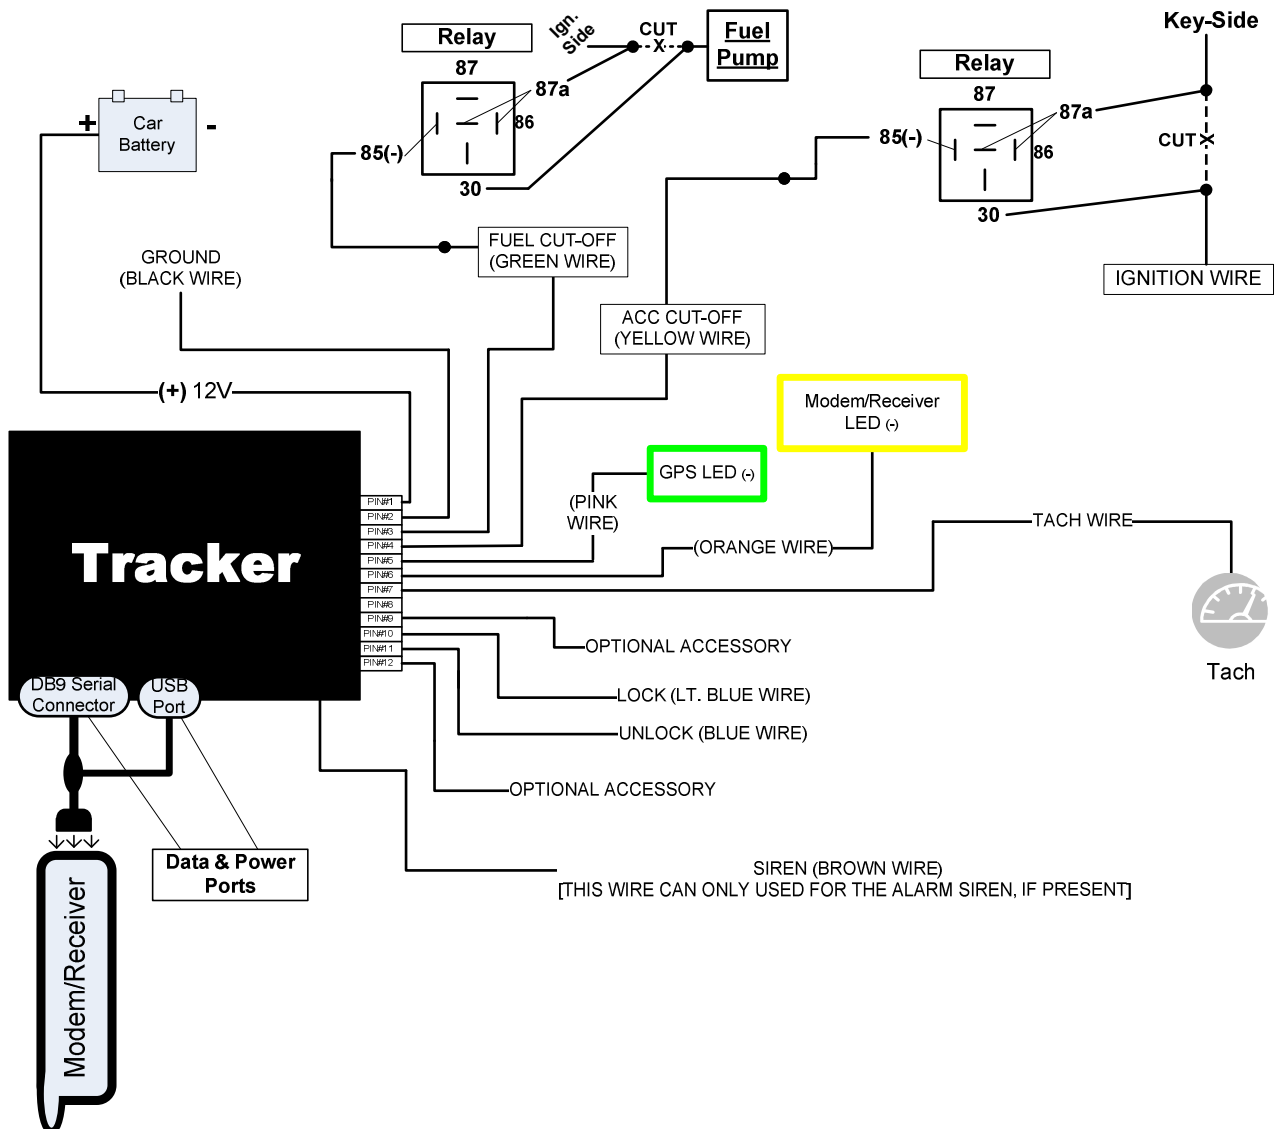 Relay
87
87a
86
85(-)
30
Ign.
Side
CUT
X
Fuel
Pump
Key-Side
Relay
87
87a
86
85(-)
30
CUT
X
IGNITION WIRE
+
Car
Battery
-
GROUND
(BLACK WIRE)
FUEL CUT-OFF
(GREEN WIRE)
ACC CUT-OFF
(YELLOW WIRE)
(+) 12V
Modem/Receiver
LED (-)
GPS LED (-)
(PINK
WIRE)
(ORANGE WIRE)
TACH WIRE
Tach
Tracker
PIN#1
PIN#2
PIN#3
PIN#4
PIN#5
PIN#6
PIN#7
PIN#8
PIN#9
PIN#10
PIN#11
PIN#12
OPTIONAL ACCESSORY
LOCK (LT. BLUE WIRE)
UNLOCK (BLUE WIRE)
OPTIONAL ACCESSORY
DB9 Serial
Connector
USB
Port
Data & Power
Ports
SIREN (BROWN WIRE)
[THIS WIRE CAN ONLY USED FOR THE ALARM SIREN, IF PRESENT]
Modem/Receiver